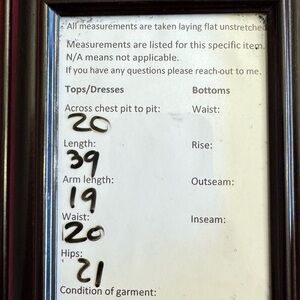 All measurements are taken laying flat unstretched
Measurements are listed for this specific item.
N/A means not applicable.
If you have any questions please reach out to me.
Tops/Dresses Bottoms
Across chest pit to pit: Waist:
20
Length: Rise:
39
Arm length: Outseam:
19
Waist: Inseam:
20
Hips:
21
Condition of garment: